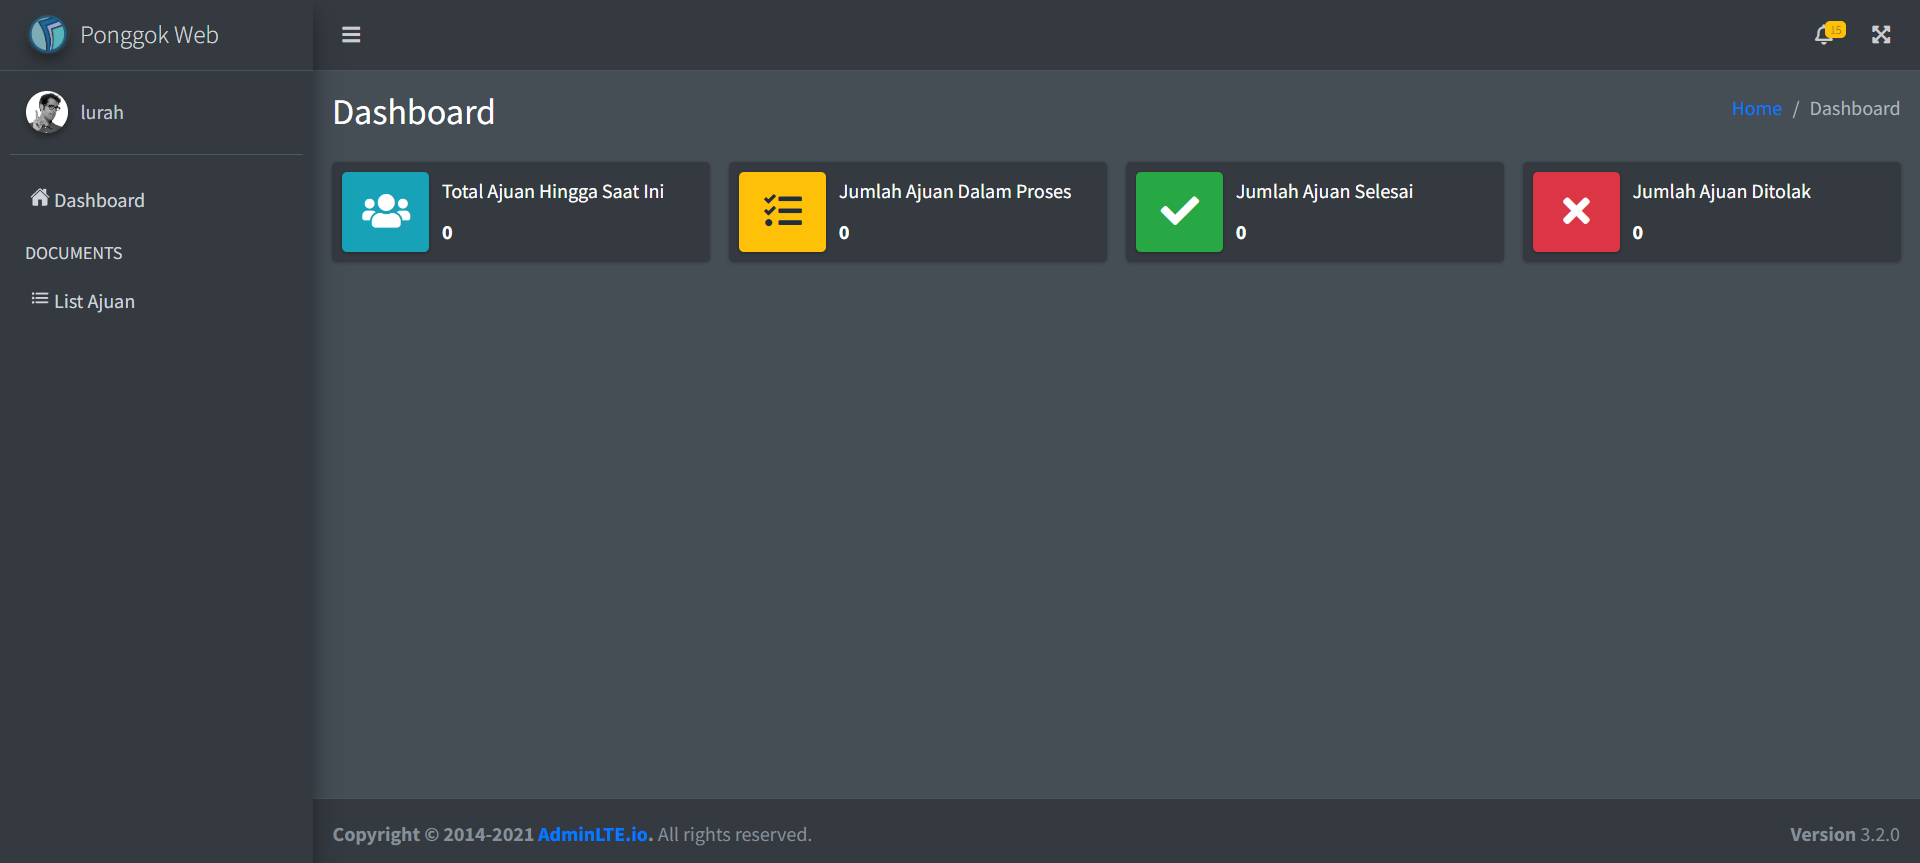 Ponggok Web
15
lurah
Dashboard
DOCUMENTS
List Ajuan
Dashboard
Home / Dashboard
Total Ajuan Hingga Saat Ini
0
Jumlah Ajuan Dalam Proses
0
Jumlah Ajuan Selesai
0
Jumlah Ajuan Ditolak
0
Copyright © 2014-2021 AdminLTE.io. All rights reserved.
Version 3.2.0